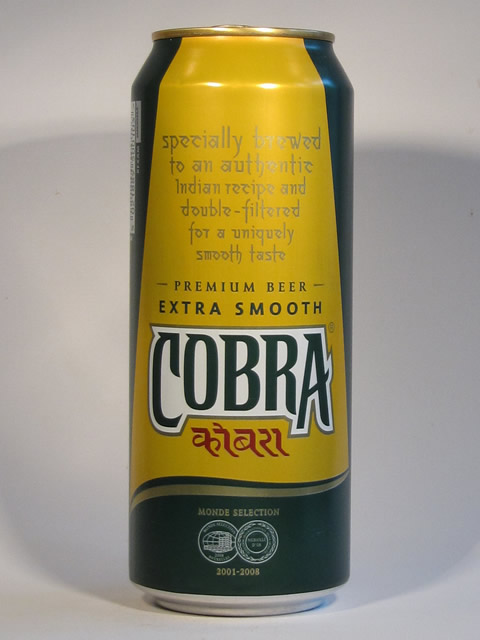 specially brewed
to an authentic
Indian recipe and
double-filtered
for a uniquely
smooth taste
PREMIUM BEER
EXTRA SMOOTH
COBRA®
कोबरा
MONDE SELECTION
2001-2008